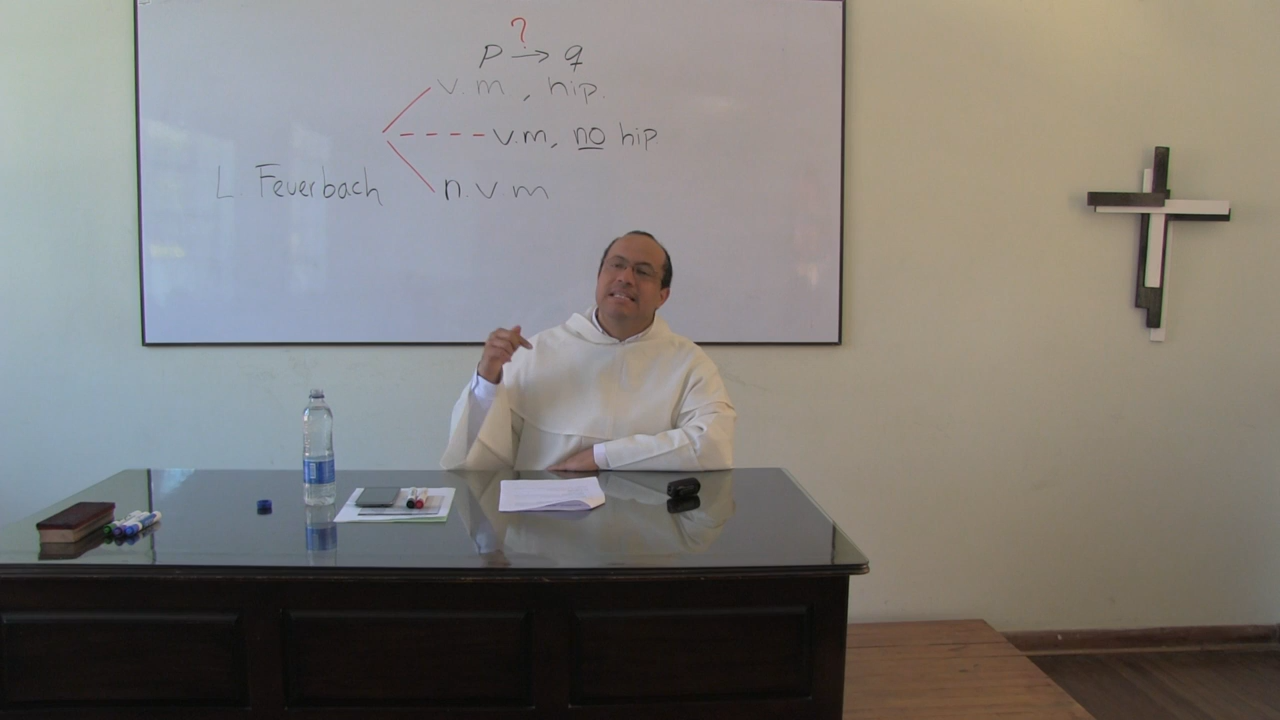 ?
p → q
v.m, hip.
v.m, no hip
L. Feuerbach
n.v.m